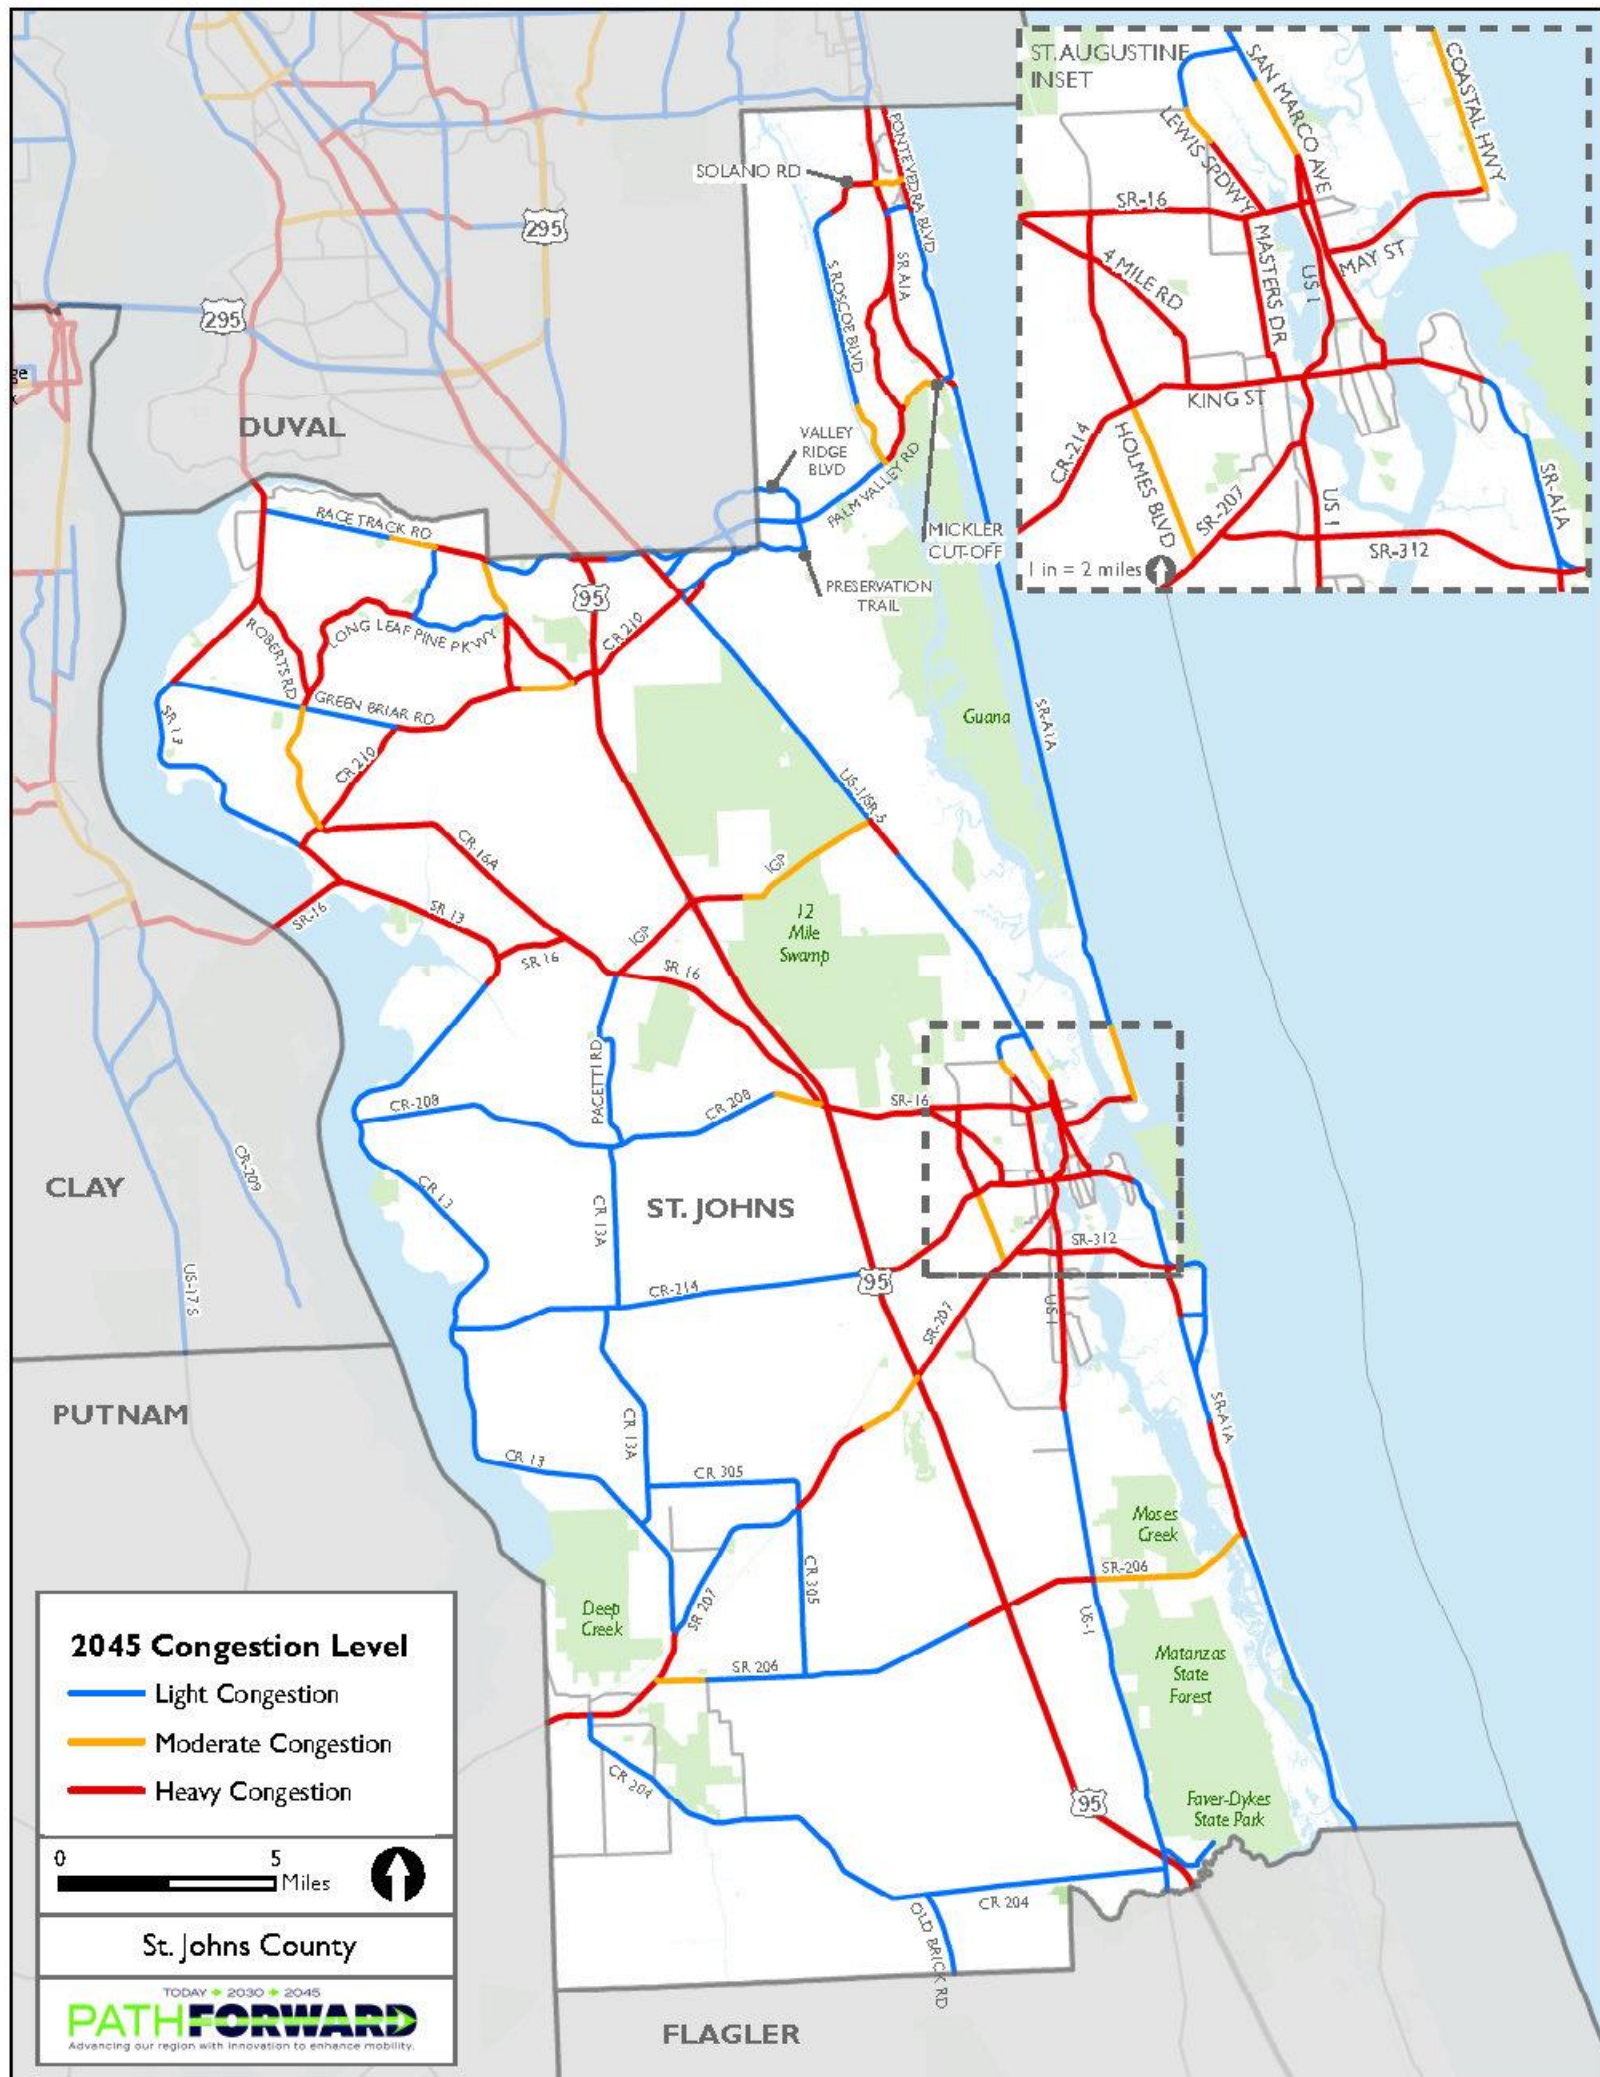 ST. AUGUSTINE
INSET
SAN MARCO AVE
COASTAL HWY
LEWIS SPDWY
SR-16
4 MILE RD
MASTERS DR
US 1
MAY ST
KING ST
CR-214
HOLMES BLVD
SR-207
US 1
SR-312
SR-A1A
1 in = 2 miles
PONTEVEDRA BLVD
SOLANO RD
295
S ROSCOE BLVD
SR A1A
295
DUVAL
VALLEY
RIDGE
BLVD
PALM VALLEY RD
MICKLER
CUT-OFF
PRESERVATION
TRAIL
RACE TRACK RD
95
CR 210
ROBERTS RD
LONG LEAF PINE PKWY
GREEN BRIAR RD
SR 13
CR 210
Guana
SR-A1A
US-1/SR-5
CR-16A
IGP
12
Mile
Swamp
SR-16
SR 13
IGP
SR 16
SR 16
PACETTI RD
CR-208
CR 208
SR-16
CLAY
CR-209
CR 13
CR 13A
ST. JOHNS
SR-312
US-17 S
CR-214
95
US-1
SR-207
PUTNAM
SR-A1A
CR 13A
CR 13
CR 305
Moses
Creek
SR-206
CR 305
Deep
Creek
SR 207
US-1
Matanzas
State
Forest
SR 206
CR 204
95
Faver-Dykes
State Park
CR 204
OLD BRICK RD
FLAGLER
2045 Congestion Level
Light Congestion
Moderate Congestion
Heavy Congestion
0 5
Miles
St. Johns County
TODAY 2030 2045
PATHFORWARD
Advancing our region with innovation to enhance mobility.